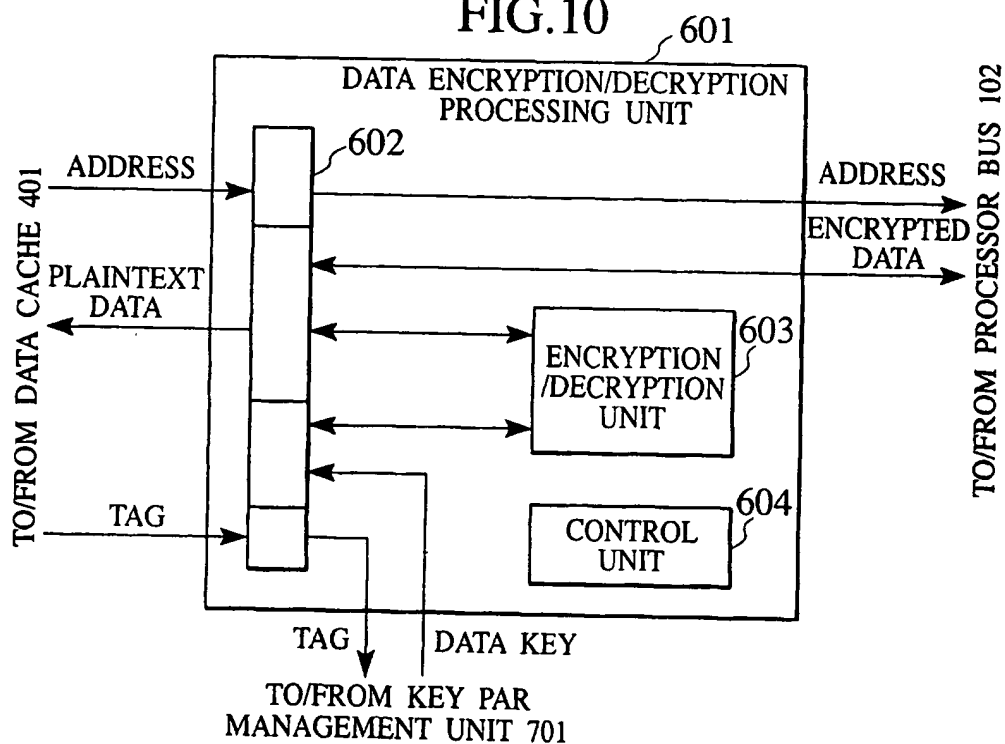 FIG.10
601
DATA ENCRYPTION/DECRYPTION
PROCESSING UNIT
602
ADDRESS
ADDRESS
ENCRYPTED
DATA
PLAINTEXT
DATA
603
ENCRYPTION
/DECRYPTION
UNIT
604
CONTROL
UNIT
TAG
TAG
DATA KEY
TO/FROM KEY PAR
MANAGEMENT UNIT 701
TO/FROM DATA CACHE 401
TO/FROM PROCESSOR BUS 102